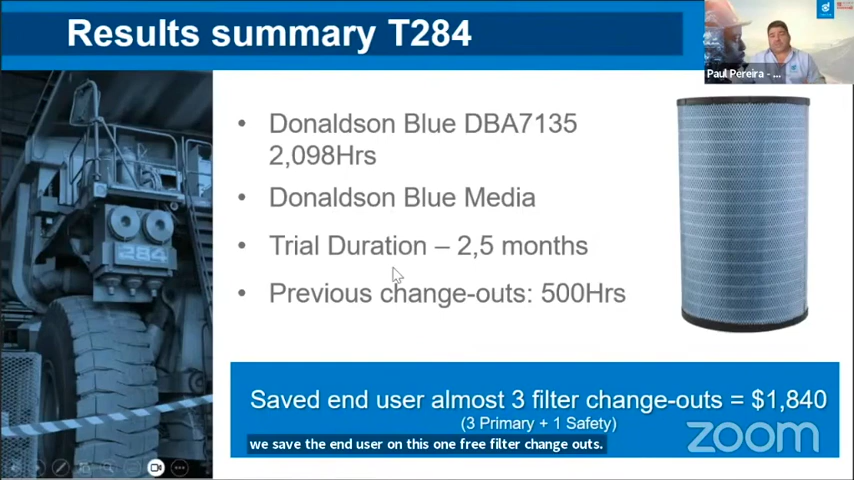 Results summary T284
Paul Pereira - ...
• Donaldson Blue DBA7135
2,098Hrs
• Donaldson Blue Media
• Trial Duration – 2,5 months
• Previous change-outs: 500Hrs
284
Saved end user almost 3 filter change-outs = $1,840
(3 Primary + 1 Safety)
we save the end user on this one free filter change outs.
zoom